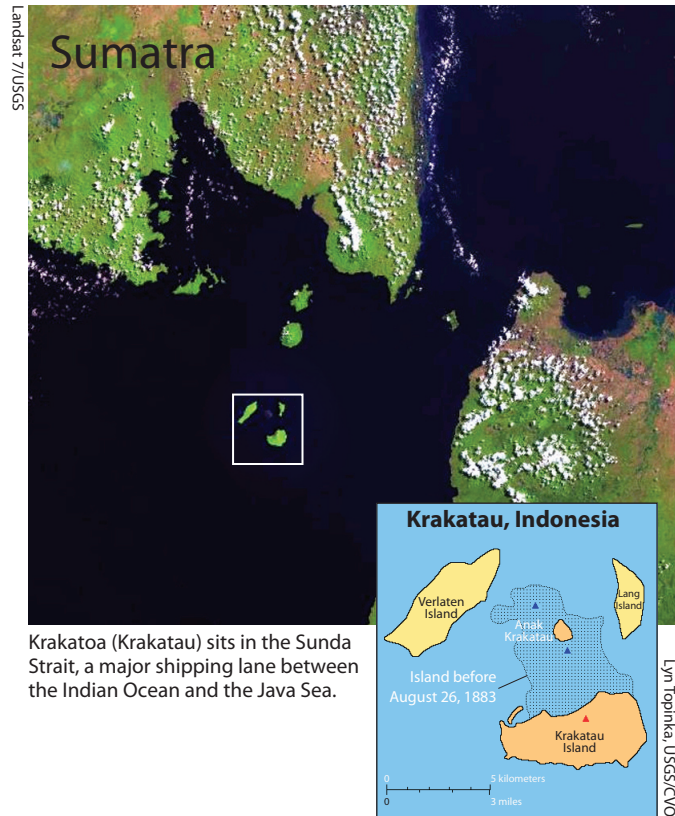 Landsat 7/USGS
Sumatra
Krakatau, Indonesia
Verlaten
Island
Lang
Island
Anak
Krakatau
Island before
August 26, 1883
Krakatau
Island
0
5 kilometers
0
3 miles
Krakatoa (Krakatau) sits in the Sunda
Strait, a major shipping lane between
the Indian Ocean and the Java Sea.
Lyn Topinka, USGS/CVO